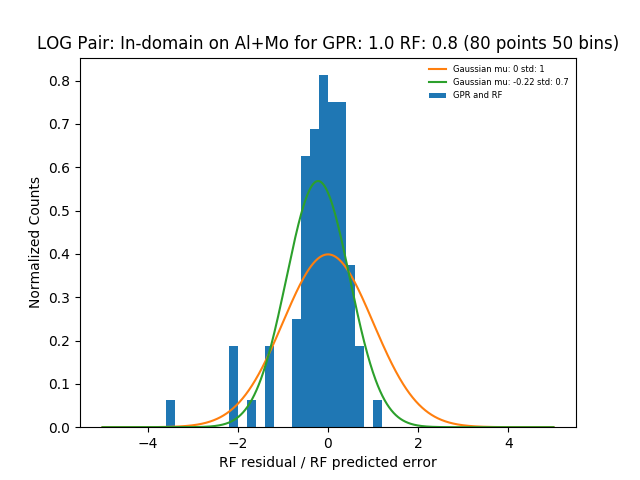 LOG Pair: In-domain on Al+Mo for GPR: 1.0 RF: 0.8 (80 points 50 bins)
Gaussian mu: 0 std: 1
Gaussian mu: -0.22 std: 0.7
GPR and RF
Normalized Counts
0.8
0.7
0.6
0.5
0.4
0.3
0.2
0.1
0.0
−4 −2 0 2 4
RF residual / RF predicted error